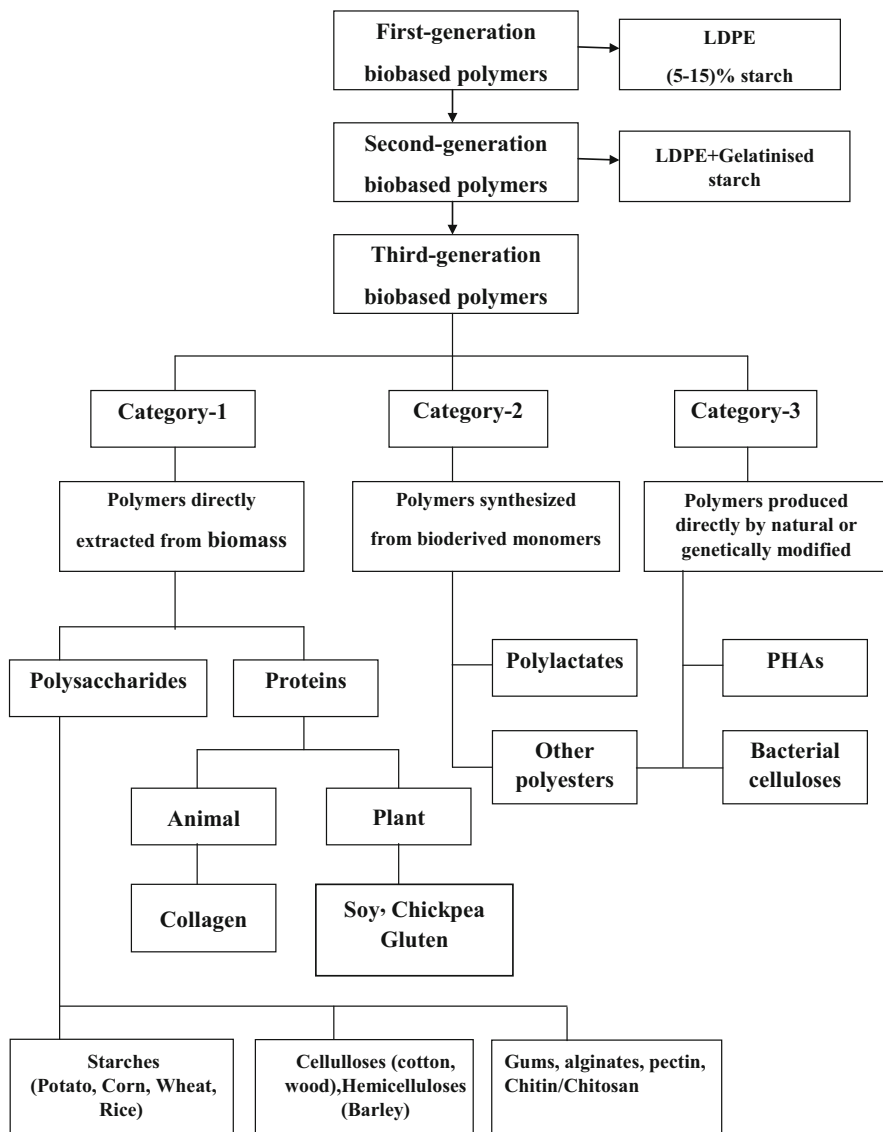 First-generation
biobased polymers
LDPE
(5-15)% starch
Second-generation
biobased polymers
LDPE+Gelatinised
starch
Third-generation
biobased polymers
Category-1
Category-2
Category-3
Polymers directly
extracted from biomass
Polymers synthesized
from bioderived monomers
Polymers produced
directly by natural or
genetically modified
Polysaccharides
Proteins
Polylactates
PHAs
Other
polyesters
Bacterial
celluloses
Animal
Plant
Collagen
Soy, Chickpea
Gluten
Starches
(Potato, Corn, Wheat,
Rice)
Cellulloses (cotton,
wood),Hemicelluloses
(Barley)
Gums, alginates, pectin,
Chitin/Chitosan